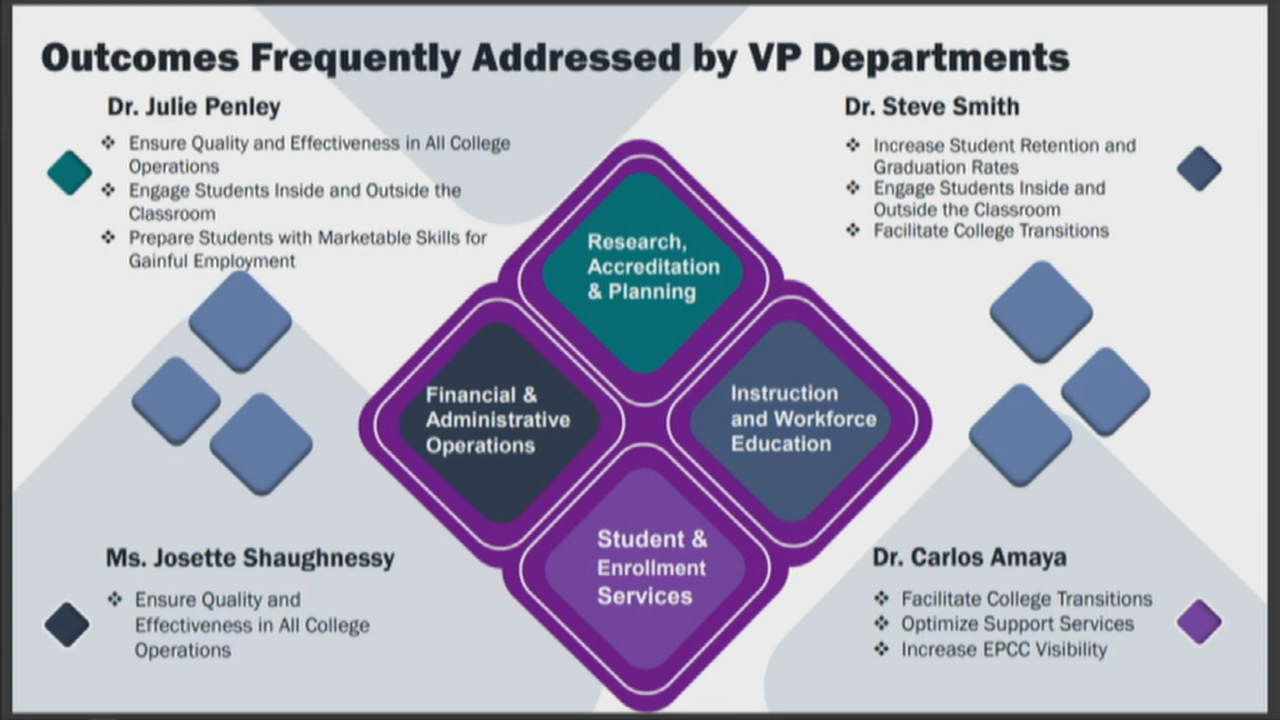 Outcomes Frequently Addressed by VP Departments
Dr. Julie Penley
❖ Ensure Quality and Effectiveness in All College
Operations
❖ Engage Students Inside and Outside the
Classroom
❖ Prepare Students with Marketable Skills for
Gainful Employment
Dr. Steve Smith
❖ Increase Student Retention and
Graduation Rates
❖ Engage Students Inside and
Outside the Classroom
❖ Facilitate College Transitions
Research,
Accreditation
& Planning
Financial &
Administrative
Operations
Instruction
and Workforce
Education
Student &
Enrollment
Services
Ms. Josette Shaughnessy
❖ Ensure Quality and
Effectiveness in All College
Operations
Dr. Carlos Amaya
❖ Facilitate College Transitions
❖ Optimize Support Services
❖ Increase EPCC Visibility